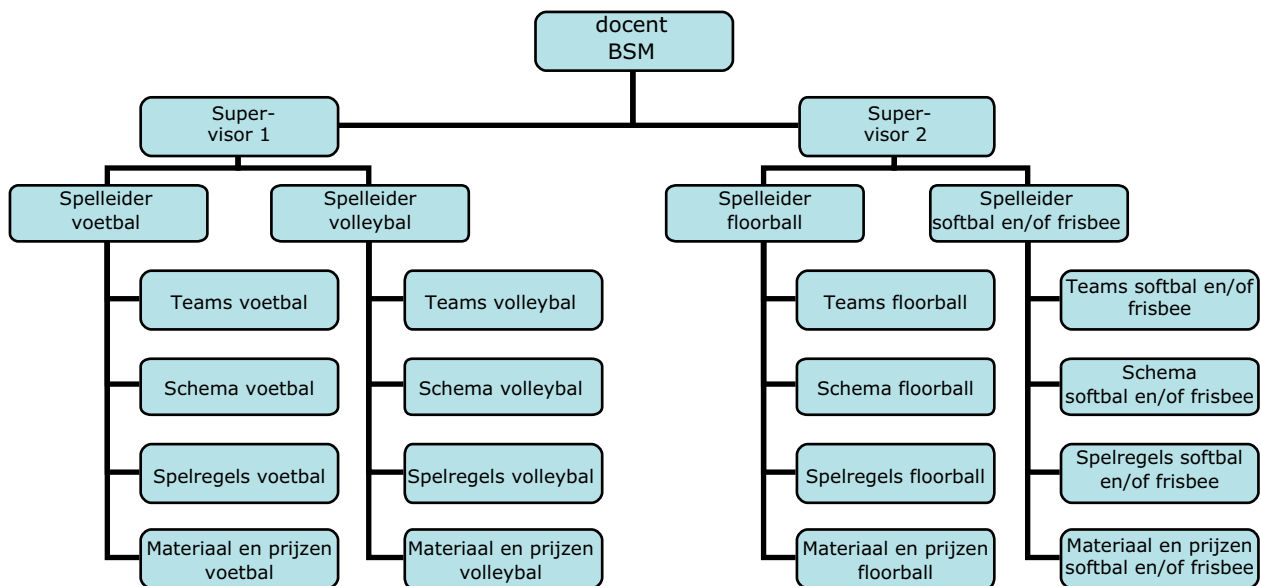 docent
BSM
Super-
visor 1
Super-
visor 2
Spelleider
voetbal
Spelleider
volleybal
Spelleider
floorball
Spelleider
softbal en/of frisbee
Teams voetbal
Teams volleybal
Teams floorball
Teams softbal en/of
frisbee
Schema voetbal
Schema volleybal
Schema floorball
Schema
softbal en/of frisbee
Spelregels voetbal
Spelregels volleybal
Spelregels floorball
Spelregels softbal
en/of frisbee
Materiaal en prijzen
voetbal
Materiaal en prijzen
volleybal
Materiaal en prijzen
floorball
Materiaal en prijzen
softbal en/of frisbee